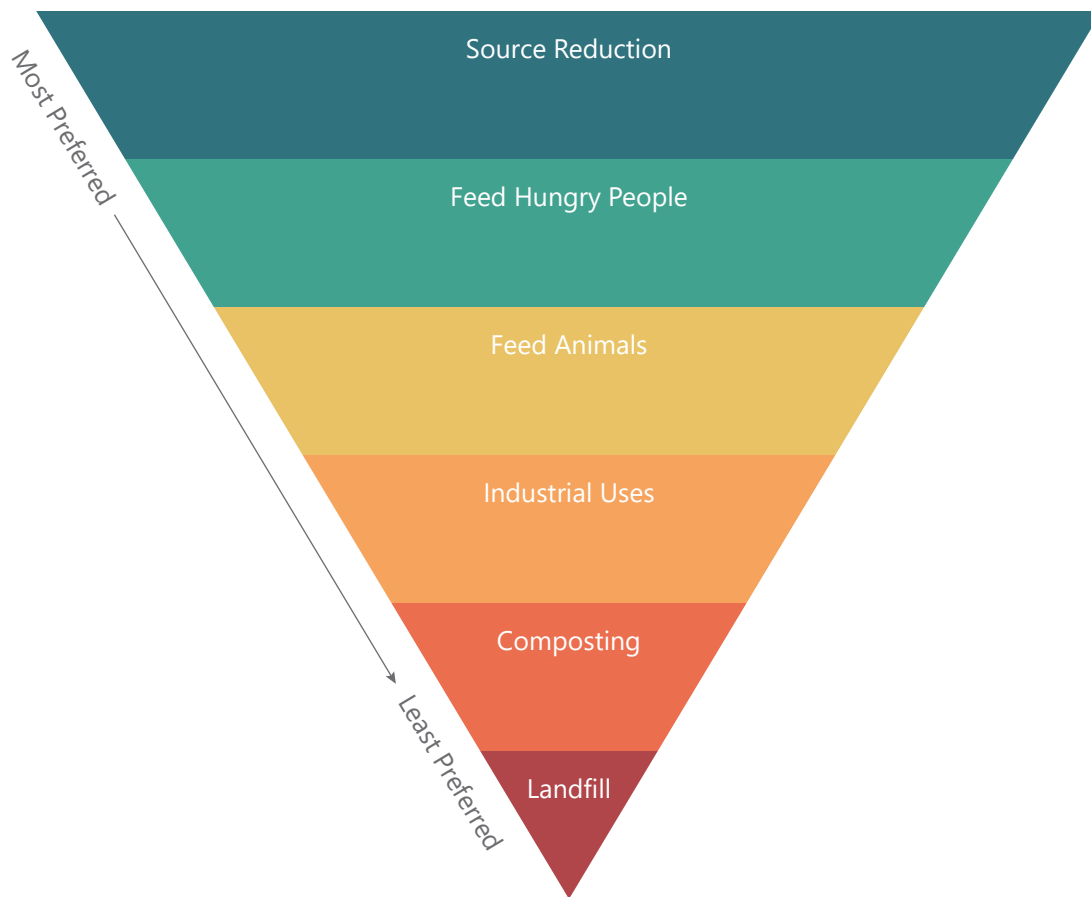 Source Reduction
Most Preferred
Feed Hungry People
Feed Animals
Industrial Uses
Composting
Least Preferred
Landfill